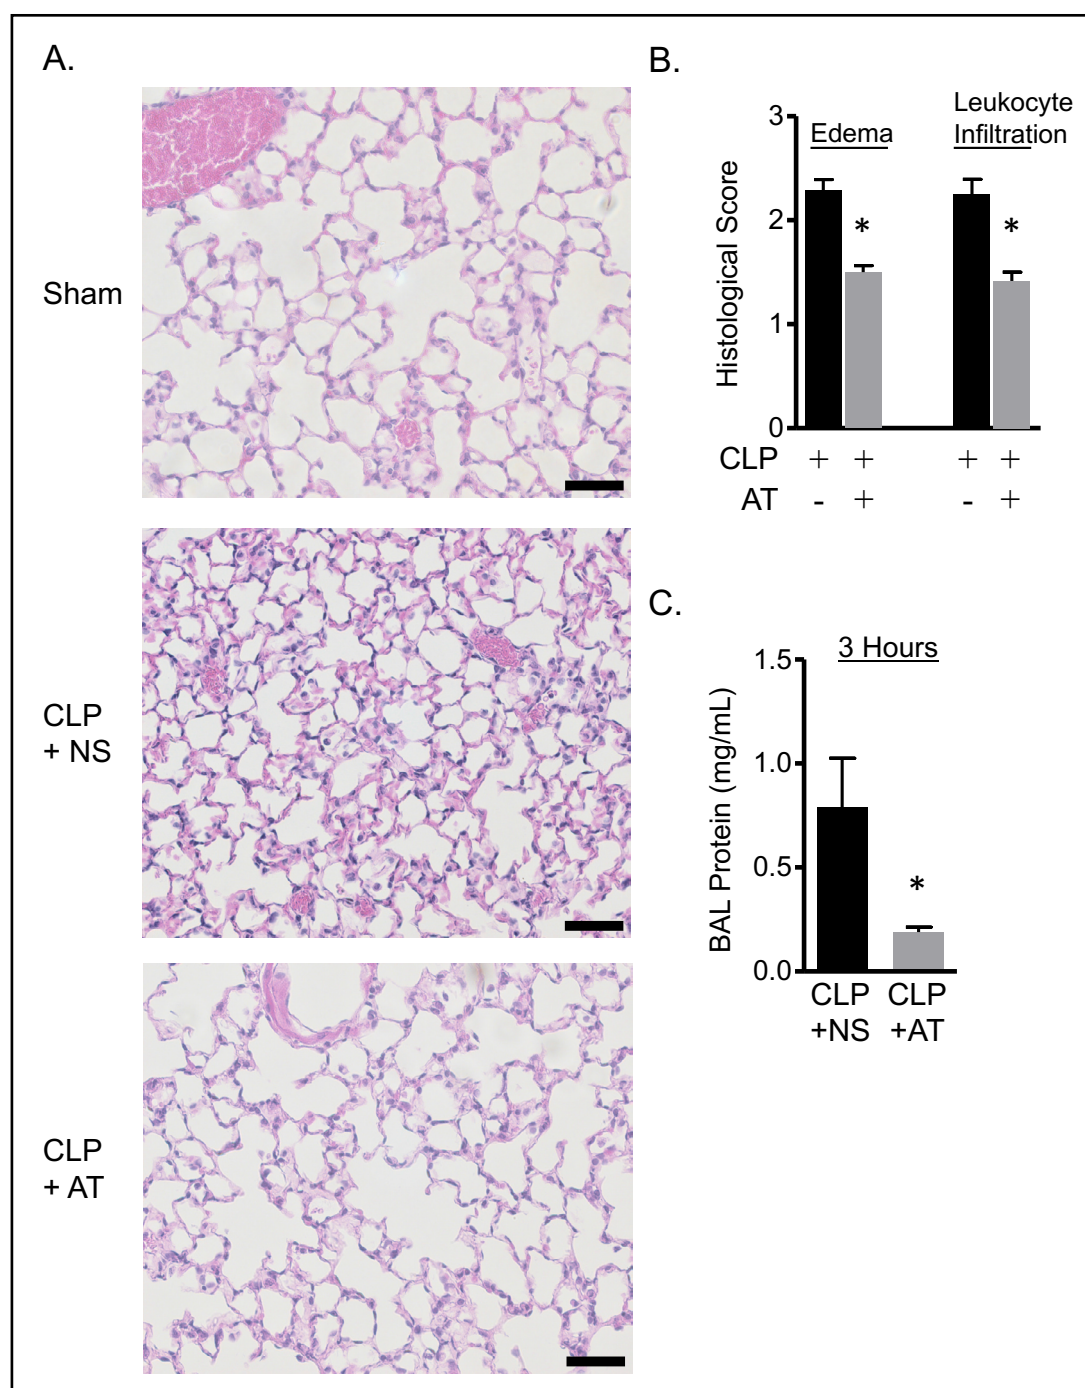 A.
Sham
CLP
+ NS
CLP
+ AT
B.
Histological Score
3
2
1
0
Edema
Leukocyte
Infiltration
*
*
CLP + + + +
AT - + - +
C.
3 Hours
BAL Protein (mg/mL)
1.5
1.0
0.5
0.0
*
CLP CLP
+NS +AT